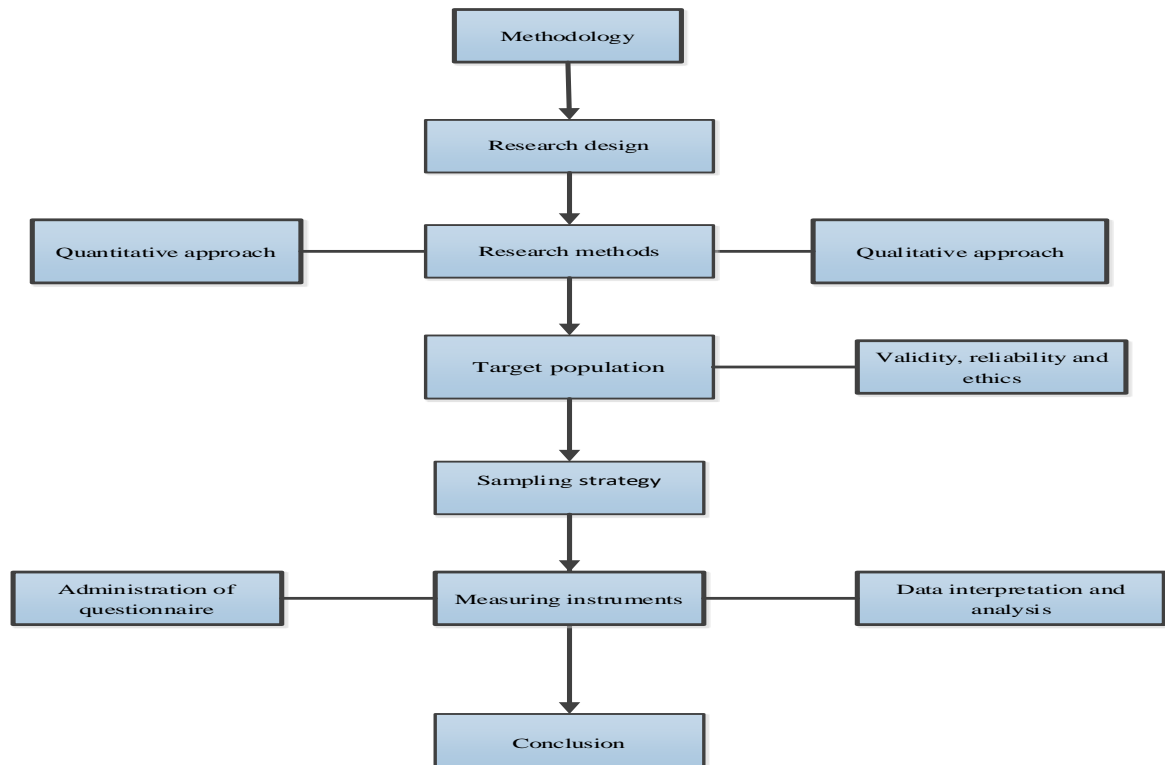 Methodology
Research design
Quantitative approach
Research methods
Qualitative approach
Target population
Validity, reliability and
ethics
Sampling strategy
Administration of
questionnaire
Measuring instruments
Data interpretation and
analysis
Conclusion